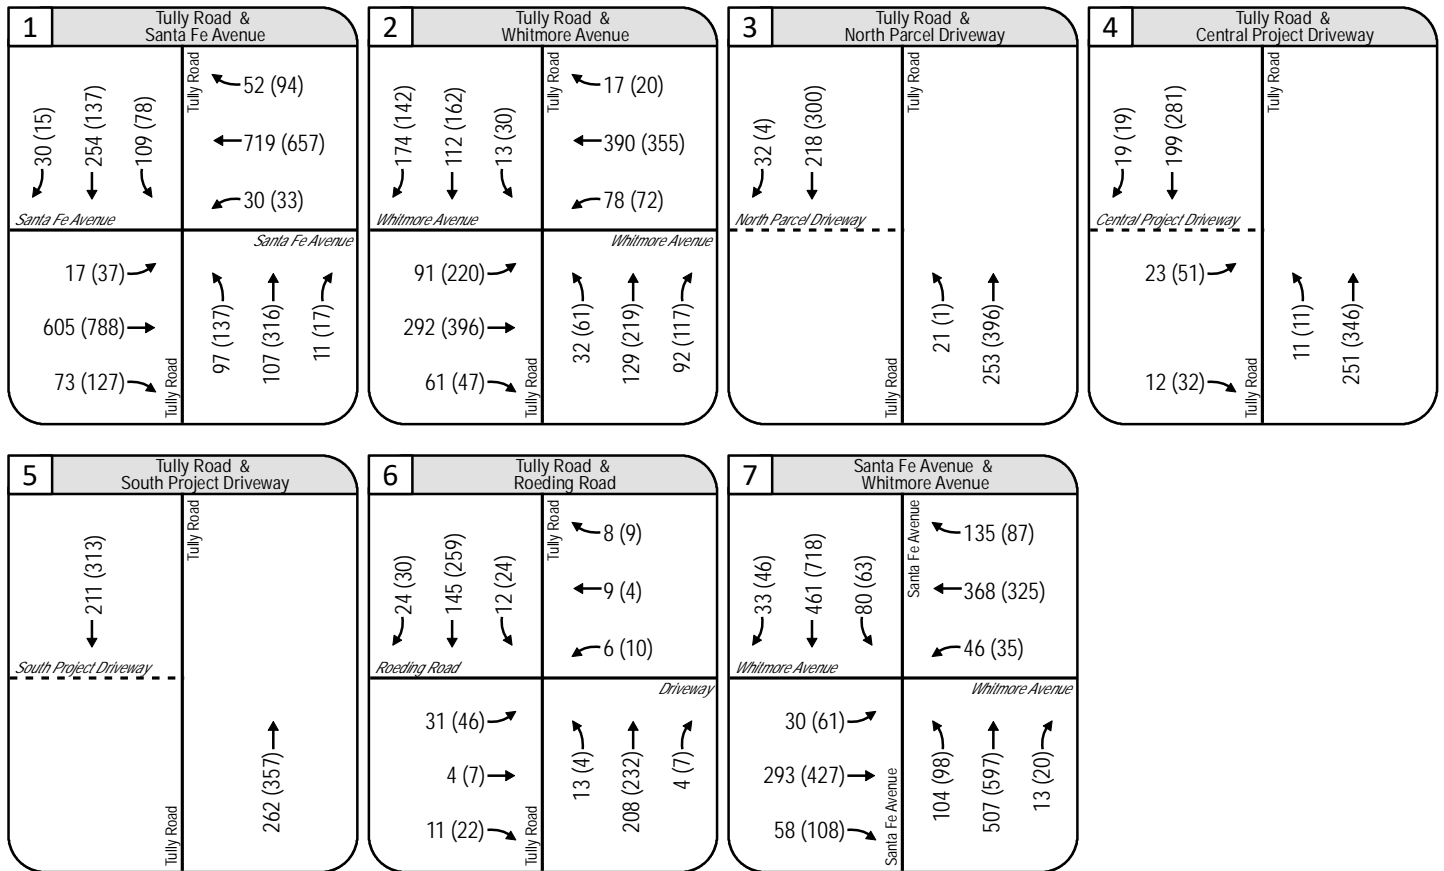 1
Tully Road &
Santa Fe Avenue
Tully Road
30 (15)
254 (137)
109 (78)
52 (94)
719 (657)
30 (33)
Santa Fe Avenue
Santa Fe Avenue
17 (37)
605 (788)
73 (127)
97 (137)
107 (316)
11 (17)
Tully Road
2
Tully Road &
Whitmore Avenue
Tully Road
174 (142)
112 (162)
13 (30)
17 (20)
390 (355)
78 (72)
Whitmore Avenue
Whitmore Avenue
91 (220)
292 (396)
61 (47)
32 (61)
129 (219)
92 (117)
Tully Road
3
Tully Road &
North Parcel Driveway
Tully Road
32 (4)
218 (300)
North Parcel Driveway
21 (1)
253 (396)
Tully Road
4
Tully Road &
Central Project Driveway
Tully Road
19 (19)
199 (281)
Central Project Driveway
23 (51)
12 (32)
11 (11)
251 (346)
Tully Road
5
Tully Road &
South Project Driveway
Tully Road
211 (313)
South Project Driveway
262 (357)
Tully Road
6
Tully Road &
Roeding Road
Tully Road
24 (30)
145 (259)
12 (24)
8 (9)
9 (4)
6 (10)
Roeding Road
Driveway
31 (46)
4 (7)
11 (22)
13 (4)
208 (232)
4 (7)
Tully Road
7
Santa Fe Avenue &
Whitmore Avenue
Santa Fe Avenue
33 (46)
461 (718)
80 (63)
135 (87)
368 (325)
46 (35)
Whitmore Avenue
Whitmore Avenue
30 (61)
293 (427)
58 (108)
104 (98)
507 (597)
13 (20)
Santa Fe Avenue